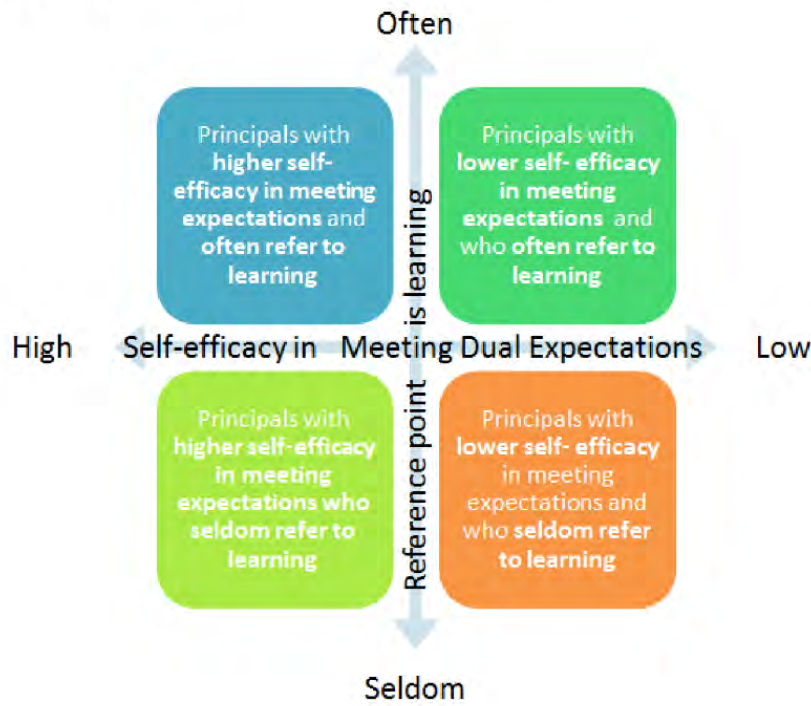 Often
Principals with
higher self-
efficacy in meeting
expectations and
often refer to
learning
Principals with
lower self- efficacy
in meeting
expectations and
who often refer to
learning
Reference point is learning
High
Self-efficacy in Meeting Dual Expectations
Low
Principals with
higher self-efficacy
in meeting
expectations who
seldom refer to
learning
Principals with
lower self- efficacy
in meeting
expectations and
who seldom refer
to learning
Seldom